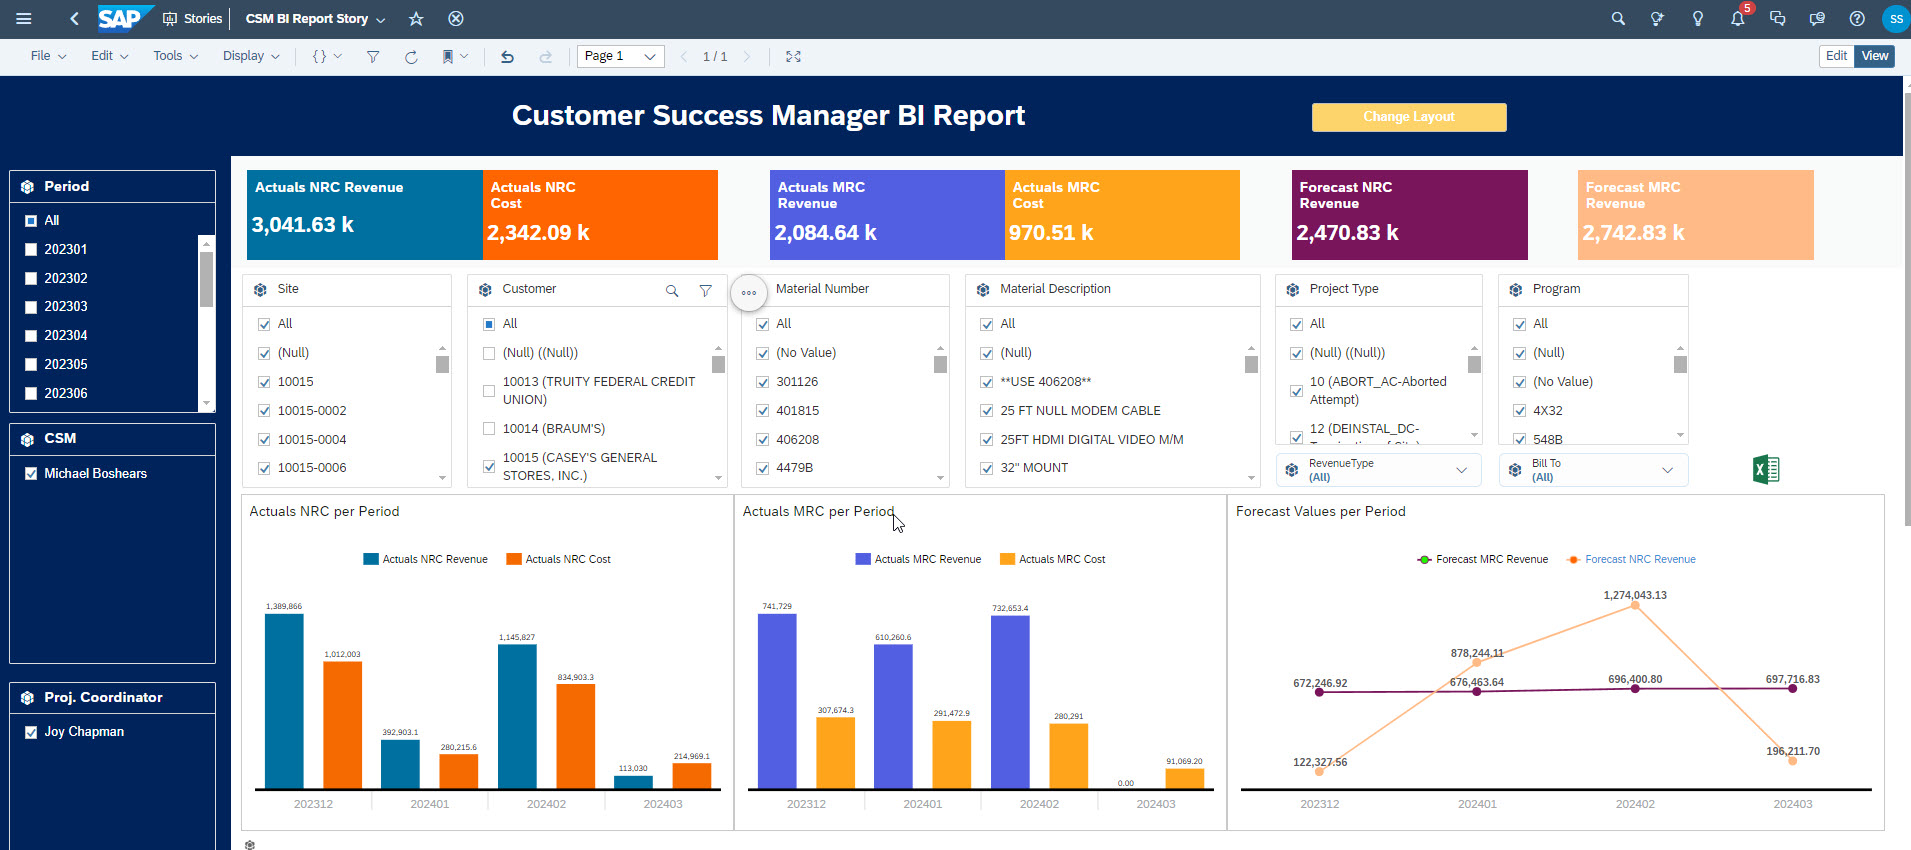 SAP Stories CSM BI Report Story 5 SS
File Edit Tools Display { } Page 1 1 / 1 Edit View
Customer Success Manager BI Report
Change Layout
Period
All
202301
202302
202303
202304
202305
202306
CSM
Michael Boshears
Proj. Coordinator
Joy Chapman
Actuals NRC Revenue
3,041.63 k
Actuals NRC
Cost
2,342.09 k
Actuals MRC
Revenue
2,084.64 k
Actuals MRC
Cost
970.51 k
Forecast NRC
Revenue
2,470.83 k
Forecast MRC
Revenue
2,742.83 k
Site
All
(Null)
10015
10015-0002
10015-0004
10015-0006
Customer
All
(Null) ((Null))
10013 (TRUITY FEDERAL CREDIT
UNION)
10014 (BRAUM'S)
10015 (CASEY'S GENERAL
STORES, INC.)
Material Number
All
(No Value)
301126
401815
406208
4479B
Material Description
All
(Null)
**USE 406208**
25 FT NULL MODEM CABLE
25FT HDMI DIGITAL VIDEO M/M
32" MOUNT
Project Type
All
(Null) ((Null))
10 (ABORT_AC-Aborted
Attempt)
12 (DEINSTAL_DC-
RevenueType
(All)
Program
All
(Null)
(No Value)
4X32
548B
Bill To
(All)
Actuals NRC per Period
Actuals NRC Revenue Actuals NRC Cost
1,389,866
1,012,003
392,903.1
280,215.6
1,145,827
834,903.3
113,030
214,969.1
202312 202401 202402 202403
Actuals MRC per Period
Actuals MRC Revenue Actuals MRC Cost
741,729
307,674.3
610,260.6
291,472.9
732,653.4
280,291
0.00
91,069.20
202312 202401 202402 202403
Forecast Values per Period
Forecast MRC Revenue Forecast NRC Revenue
1,274,043.13
878,244.11
672,246.92 676,463.64 696,400.80 697,716.83
122,327.56
196,211.70
202312 202401 202402 202403